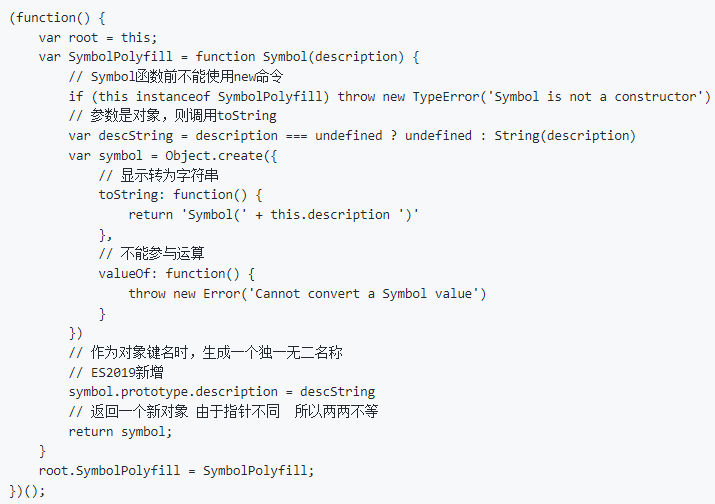 (function() {
    var root = this;
    var SymbolPolyfill = function Symbol(description) {
        // Symbol函数前不能使用new命令
        if (this instanceof SymbolPolyfill) throw new TypeError('Symbol is not a constructor')
        // 参数是对象，则调用toString
        var descString = description === undefined ? undefined : String(description)
        var symbol = Object.create({
            // 显示转为字符串
            toString: function() {
                return 'Symbol(' + this.description ')'
            },
            // 不能参与运算
            valueOf: function() {
                throw new Error('Cannot convert a Symbol value')
            }
        })
        // 作为对象键名时，生成一个独一无二名称
        // ES2019新增
        symbol.prototype.description = descString
        // 返回一个新对象 由于指针不同  所以两两不等
        return symbol;
    }
    root.SymbolPolyfill = SymbolPolyfill;
})();